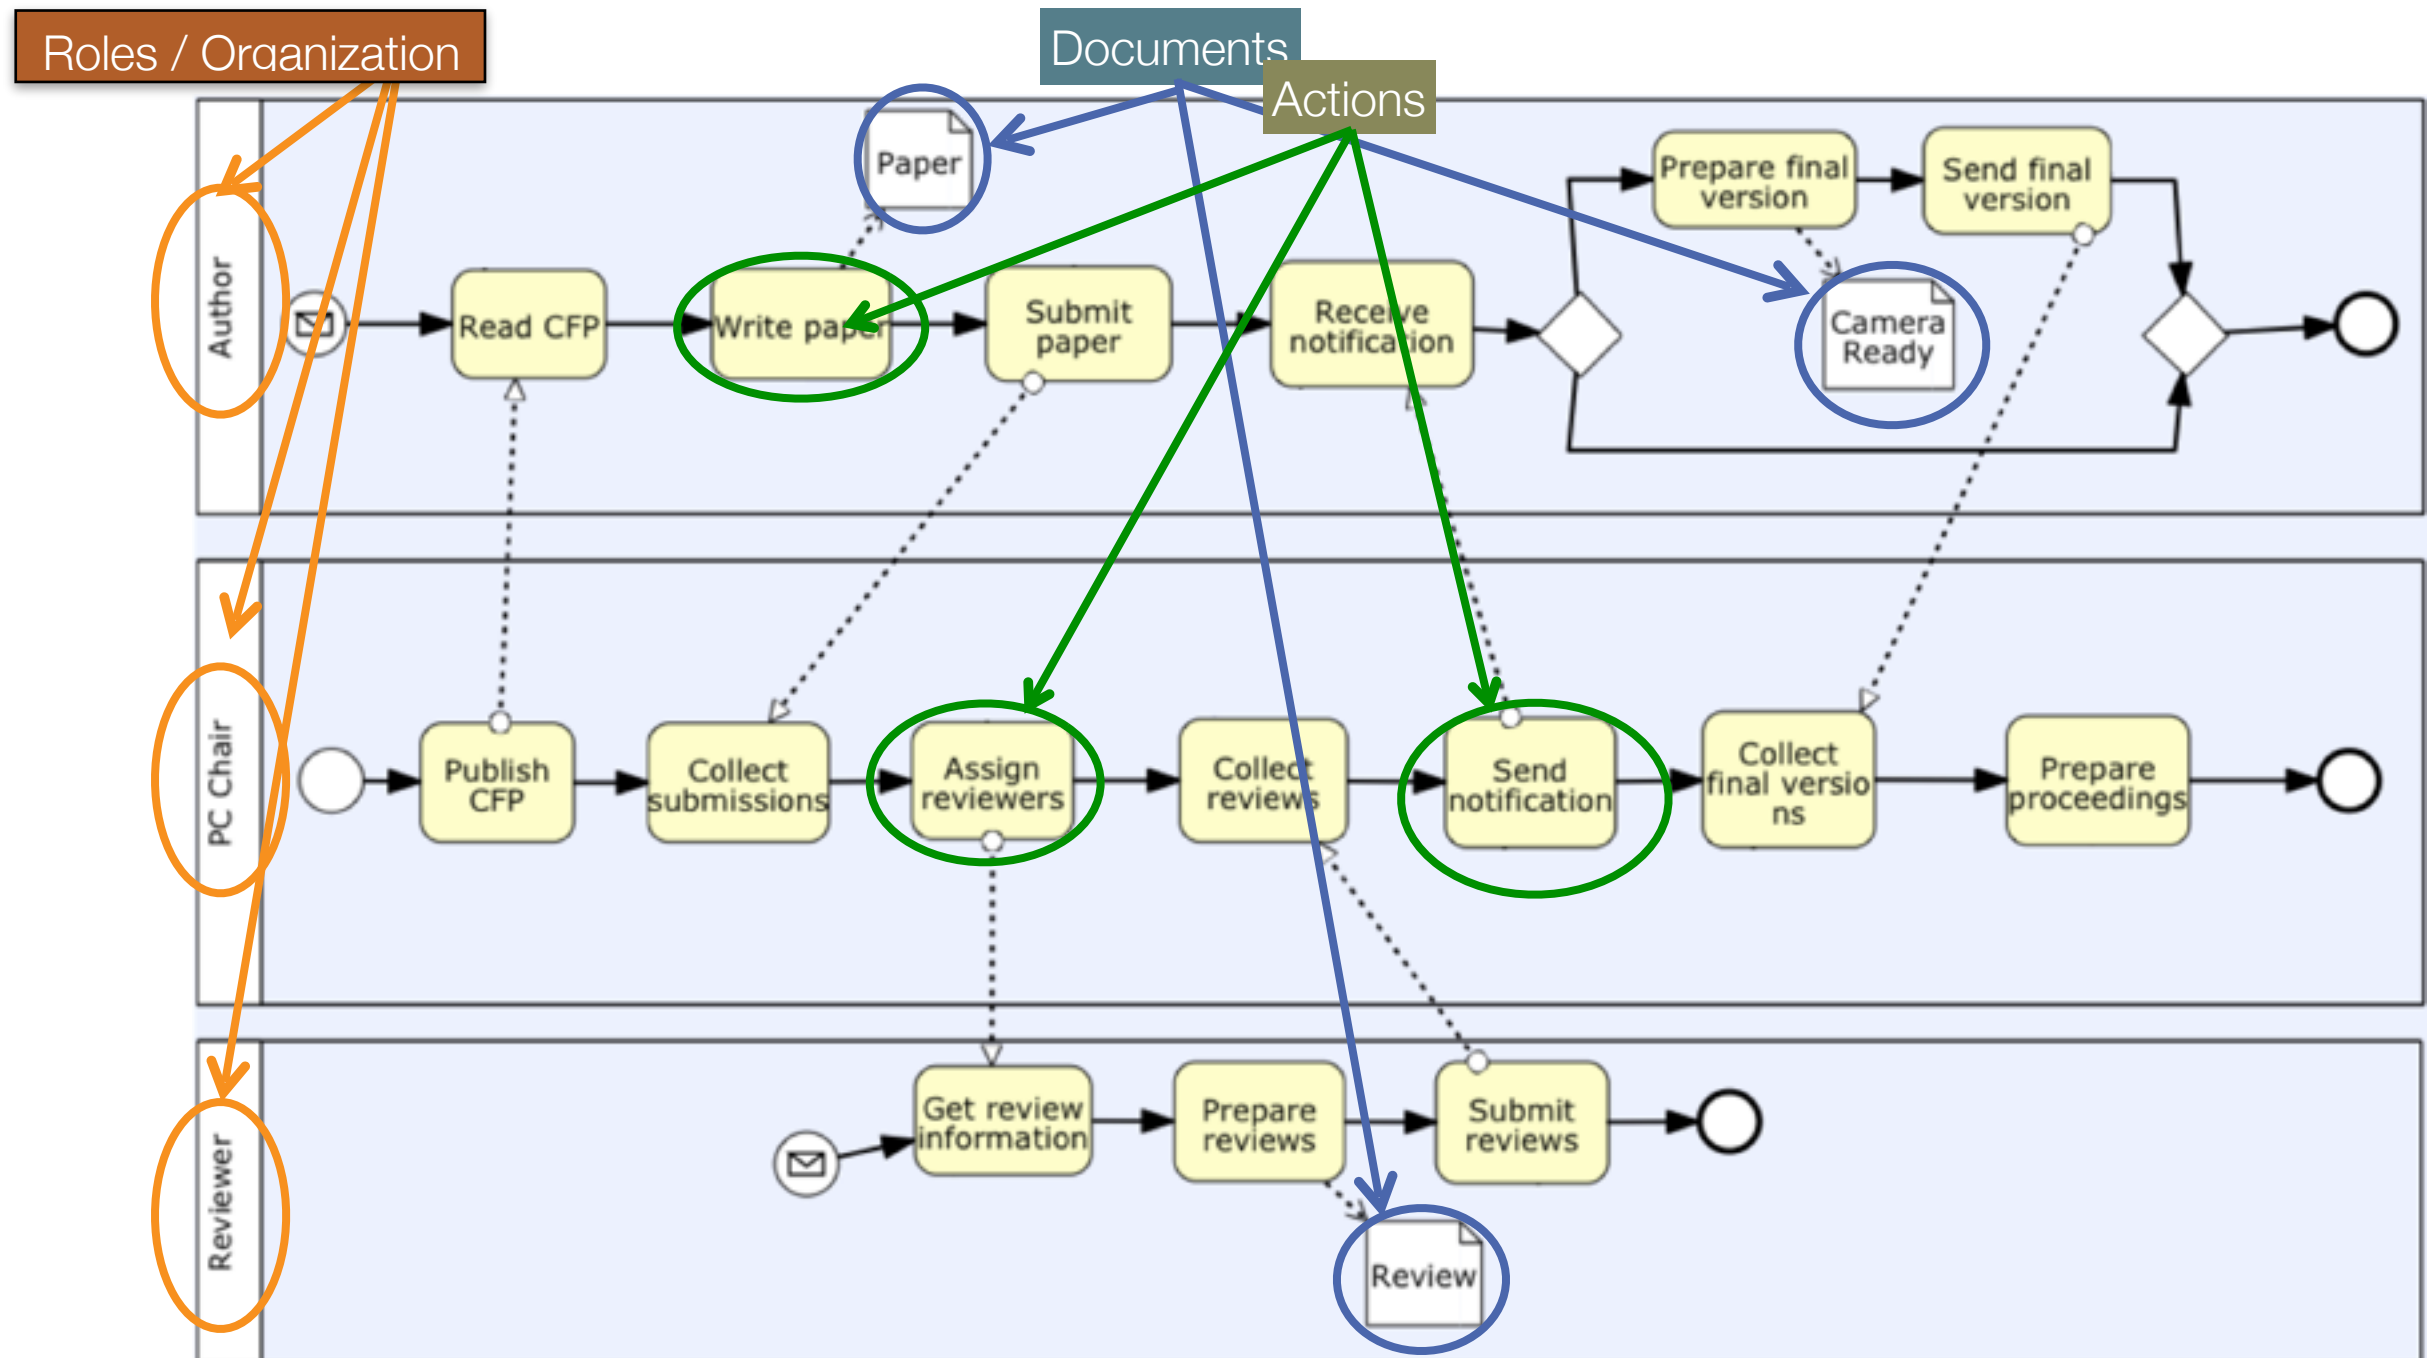 Roles / Organization
Documents
Actions
Author
Paper
Read CFP
Write paper
Submit
paper
Receive
notification
Prepare final
version
Send final
version
Camera
Ready
PC Chair
Publish
CFP
Collect
submissions
Assign
reviewers
Collect
reviews
Send
notification
Collect
final versio
ns
Prepare
proceedings
Reviewer
Get review
information
Prepare
reviews
Submit
reviews
Review